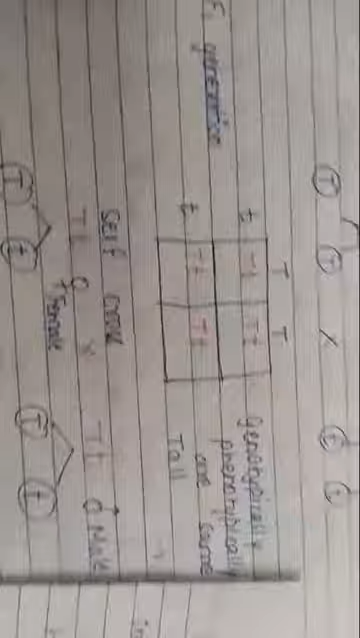 T T × t t
F₁ generation
T T
t Tt Tt
t Tt Tt
Genotypically
phenotypically
are same
Tall
Self cross
Tt ♀ × Tt ♂ Male
Female
T t T t